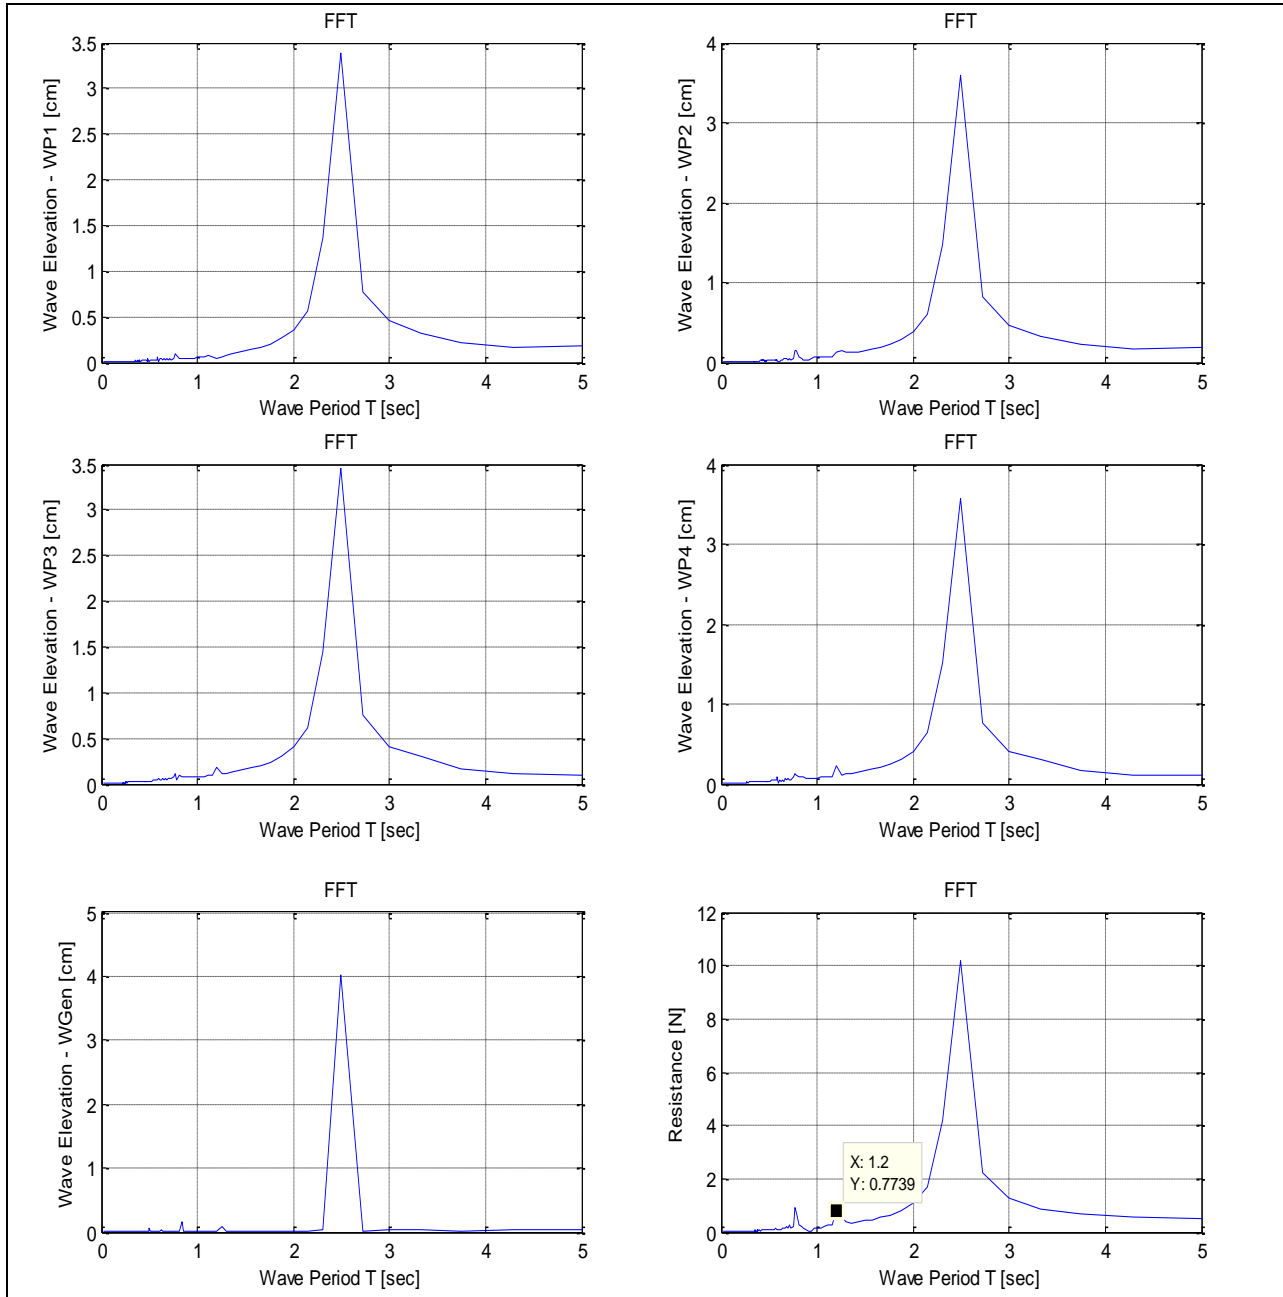 FFT
Wave Elevation - WP1 [cm]
3.5
3
2.5
2
1.5
1
0.5
0
0 1 2 3 4 5
Wave Period T [sec]
FFT
Wave Elevation - WP2 [cm]
4
3
2
1
0
0 1 2 3 4 5
Wave Period T [sec]
FFT
Wave Elevation - WP3 [cm]
3.5
3
2.5
2
1.5
1
0.5
0
0 1 2 3 4 5
Wave Period T [sec]
FFT
Wave Elevation - WP4 [cm]
4
3
2
1
0
0 1 2 3 4 5
Wave Period T [sec]
FFT
Wave Elevation - WGen [cm]
5
4
3
2
1
0
0 1 2 3 4 5
Wave Period T [sec]
FFT
Resistance [N]
12
10
8
6
4
2
0
X: 1.2
Y: 0.7739
0 1 2 3 4 5
Wave Period T [sec]